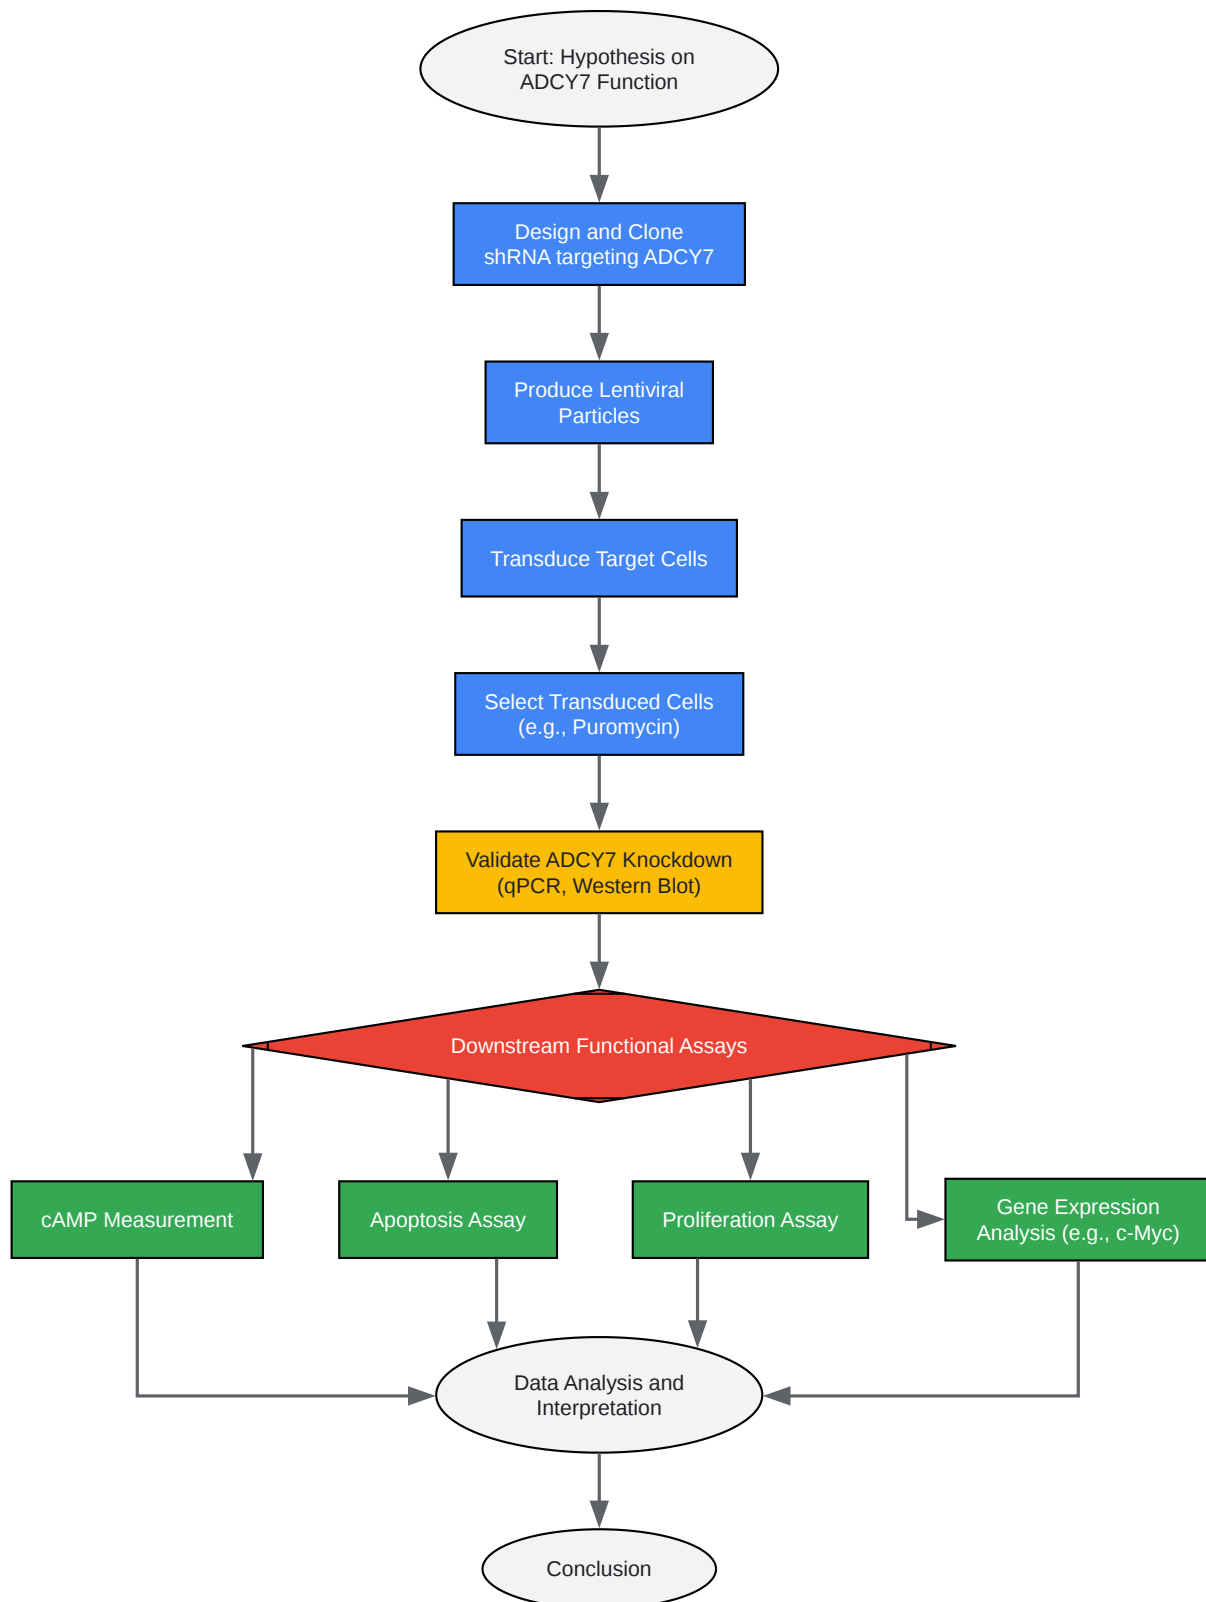 Start: Hypothesis on
ADCY7 Function
Design and Clone
shRNA targeting ADCY7
Produce Lentiviral
Particles
Transduce Target Cells
Select Transduced Cells
(e.g., Puromycin)
Validate ADCY7 Knockdown
(qPCR, Western Blot)
Downstream Functional Assays
cAMP Measurement
Apoptosis Assay
Proliferation Assay
Gene Expression
Analysis (e.g., c-Myc)
Data Analysis and
Interpretation
Conclusion